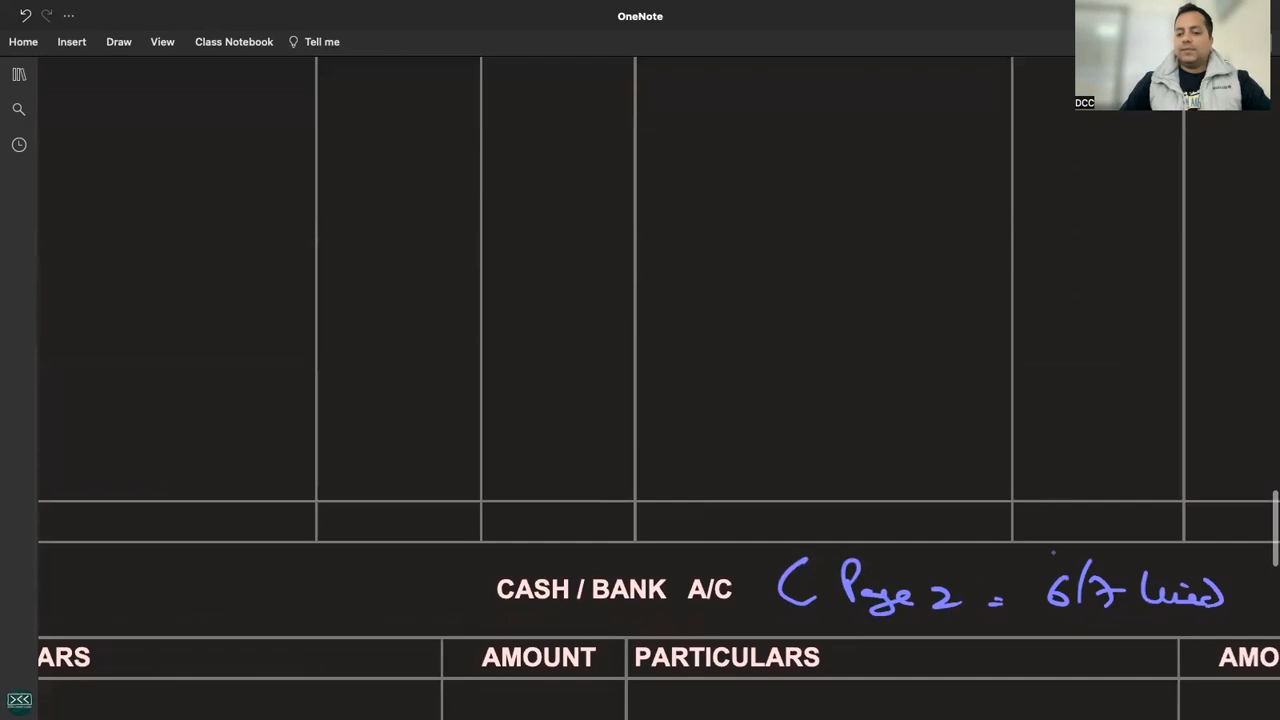 OneNote
Home Insert Draw View Class Notebook Tell me
DCC
CASH / BANK A/C ( Page 2 = 6/7 lines)
ARS AMOUNT PARTICULARS AMO